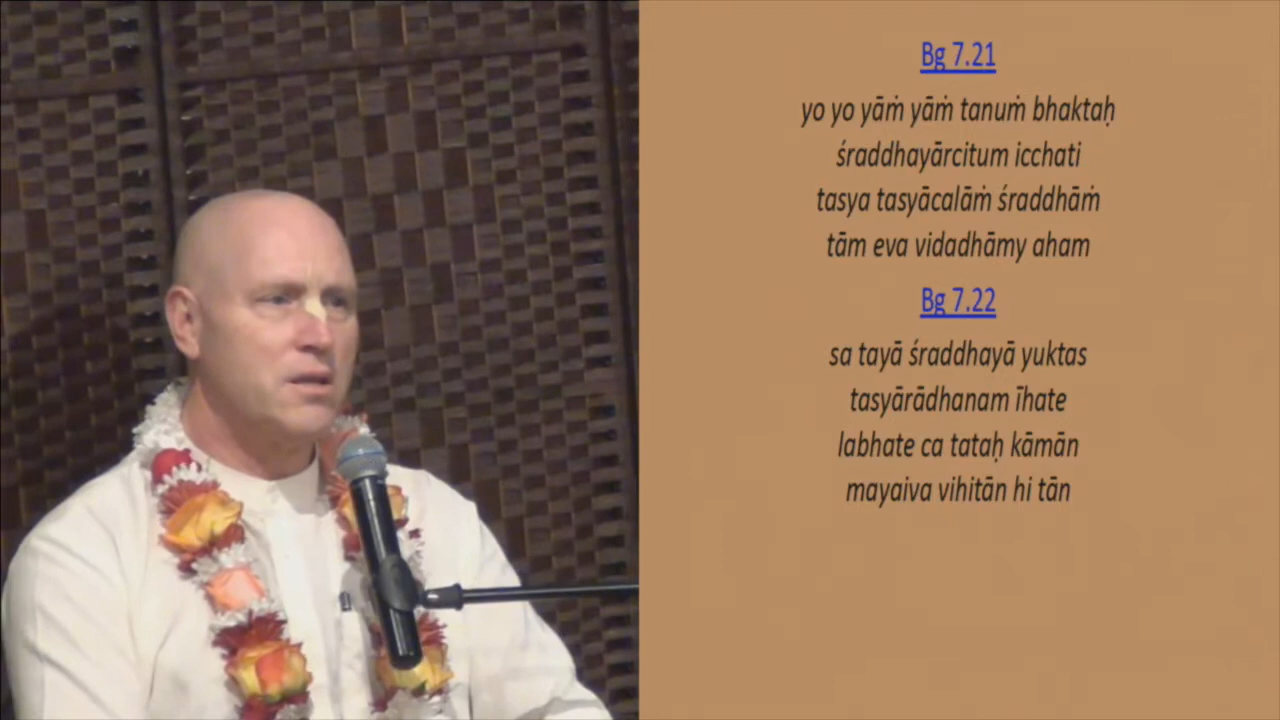 Bg 7.21
yo yo yāṁ yāṁ tanuṁ bhaktaḥ
śraddhayārcitum icchati
tasya tasyācalāṁ śraddhāṁ
tām eva vidadhāmy aham
Bg 7.22
sa tayā śraddhayā yuktas
tasyārādhanam īhate
labhate ca tataḥ kāmān
mayaiva vihitān hi tān